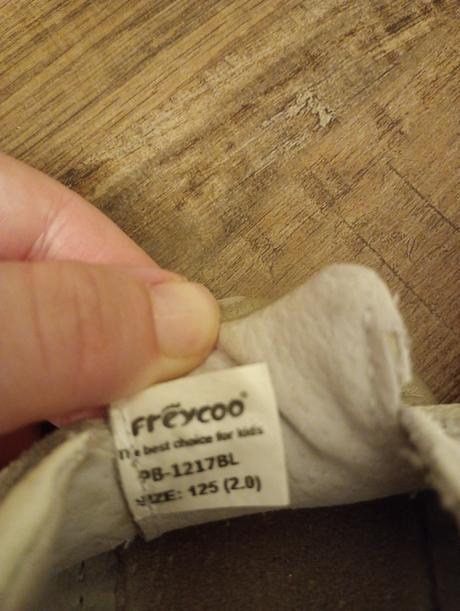 freycoo®
The best choice for kids
PB-1217BL
SIZE: 125 (2.0)